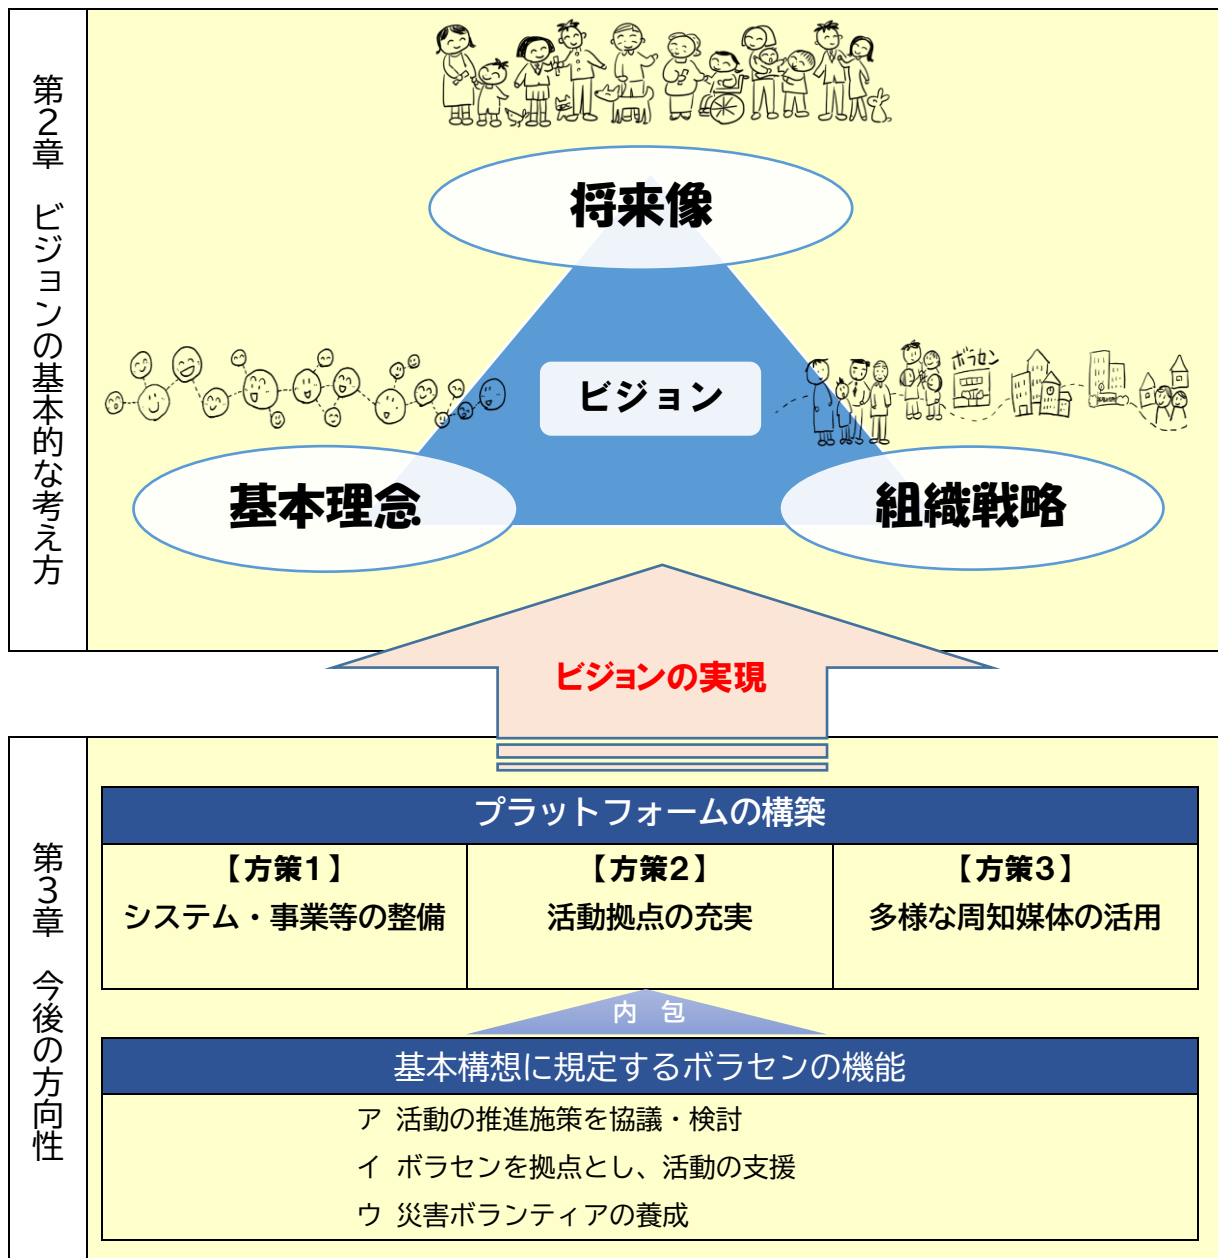 第2章　ビジョンの基本的な考え方
将来像
ボラセン
ビジョン
基本理念
組織戦略
ビジョンの実現
第3章　今後の方向性
プラットフォームの構築
【方策1】
システム・事業等の整備
【方策2】
活動拠点の充実
【方策3】
多様な周知媒体の活用
内　包
基本構想に規定するボラセンの機能
ア 活動の推進施策を協議・検討
イ ボラセンを拠点とし、活動の支援
ウ 災害ボランティアの養成